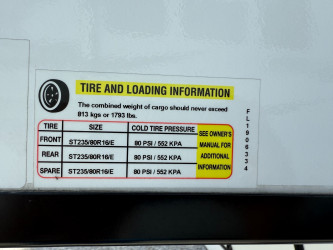 TIRE AND LOADING INFORMATION
The combined weight of cargo should never exceed
813 kgs or 1793 lbs.
TIRE SIZE COLD TIRE PRESSURE SEE OWNER'S MANUAL FOR ADDITIONAL INFORMATION
FRONT ST235/80R16/E 80 PSI / 552 KPA
REAR ST235/80R16/E 80 PSI / 552 KPA
SPARE ST235/80R16/E 80 PSI / 552 KPA
FL1906334